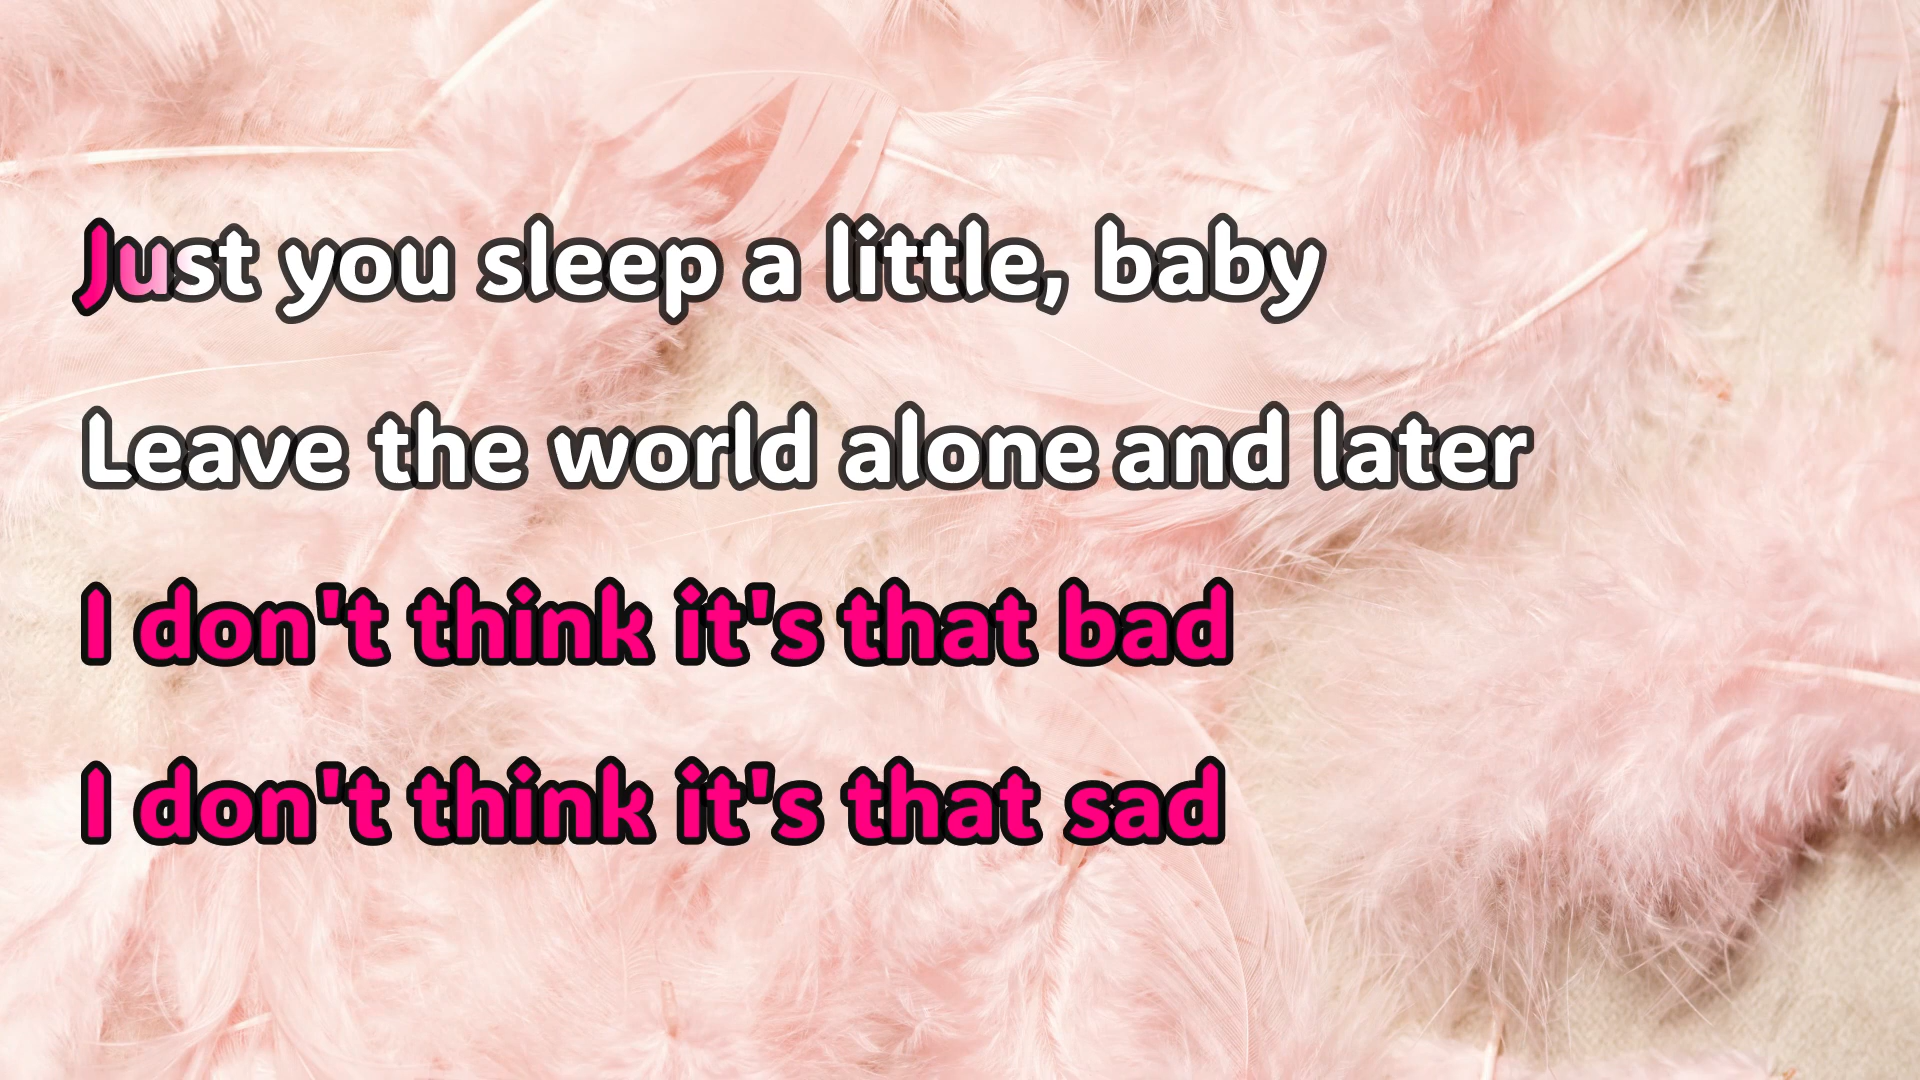 Just you sleep a little, baby
Leave the world alone and later
I don't think it's that bad
I don't think it's that sad